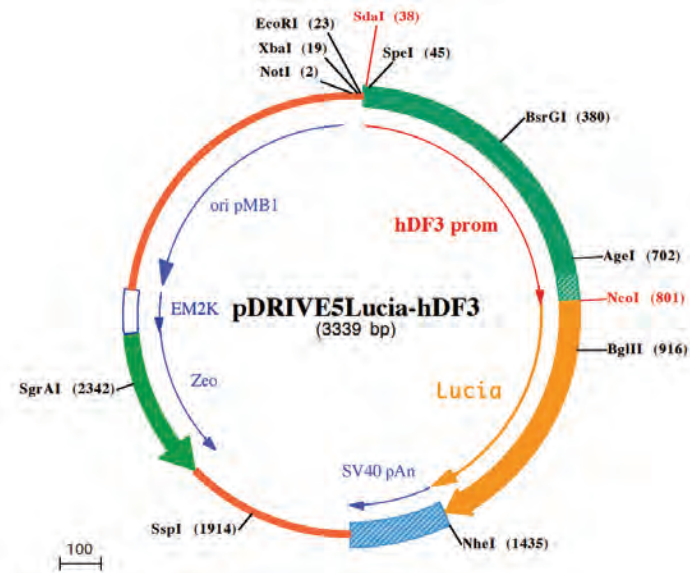 SdaI (38)
EcoRI (23)
SpeI (45)
XbaI (19)
NotI (2)
BsrGI (380)
ori pMB1
hDF3 prom
AgeI (702)
NcoI (801)
EM2K
pDRIVE5Lucia-hDF3
(3339 bp)
BglII (916)
Zeo
SgrAI (2342)
Lucia
SV40 pAn
SspI (1914)
NheI (1435)
100